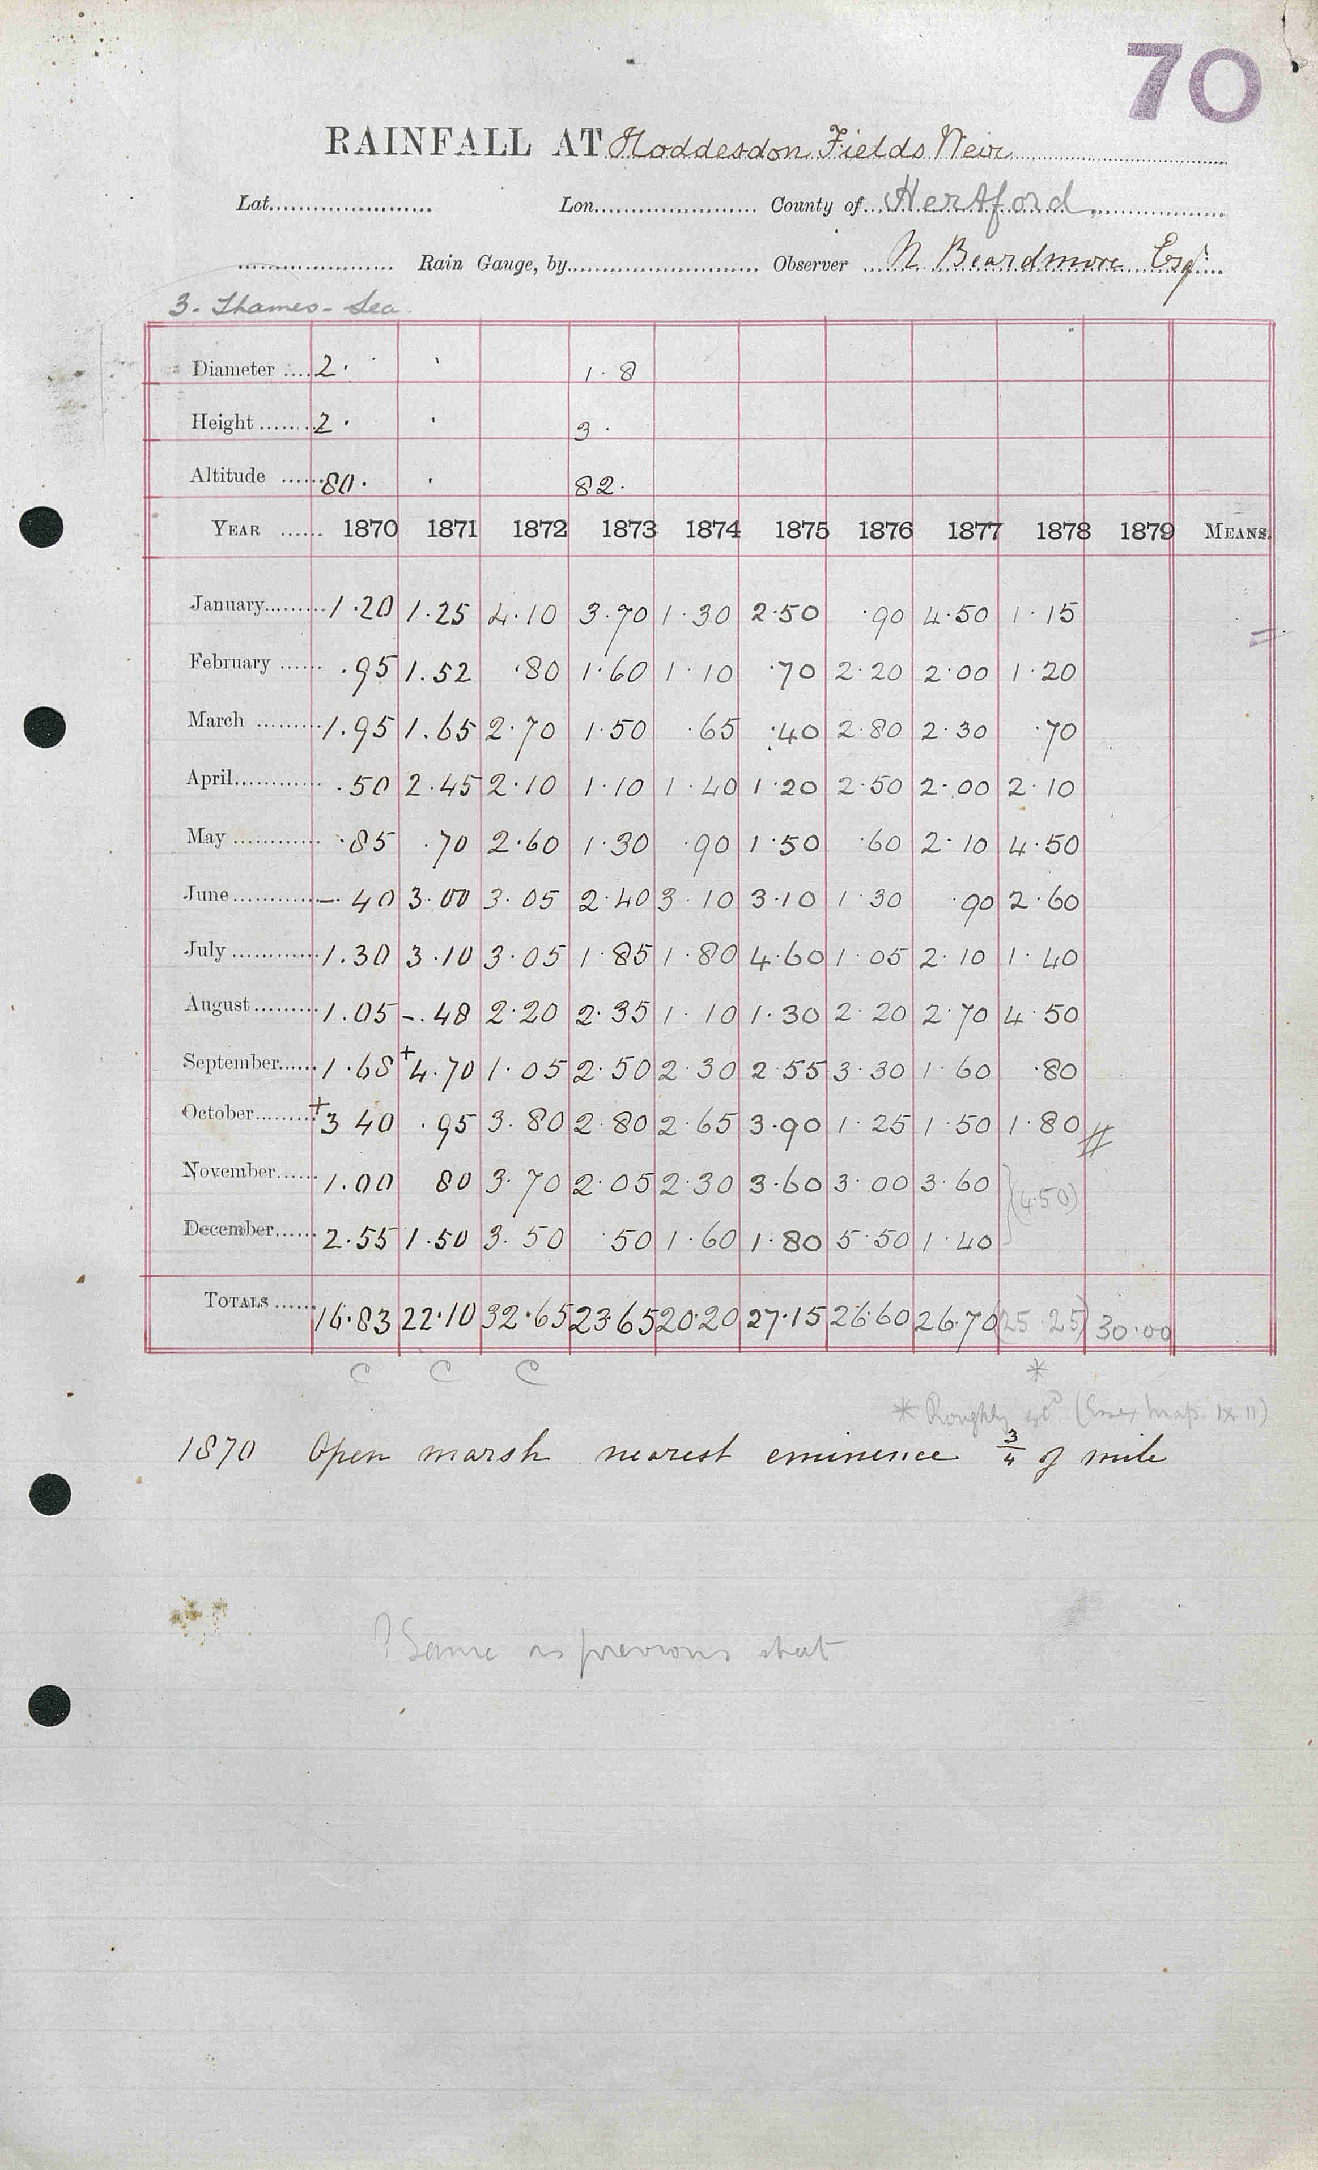 70
RAINFALL AT Hoddesdon Fields Weir
Lat. Lon. County of Hertford
Rain Gauge, by Observer N Beardmore Esqr
3. Thames - Lea
Diameter 2. 1.8
Height 2. 3.
Altitude 80. 82.
YEAR 1870 1871 1872 1873 1874 1875 1876 1877 1878 1879 MEANS.
January 1.20 1.25 4.10 3.70 1.30 2.50 .90 4.50 1.15
February .95 1.52 .80 1.60 1.10 .70 2.20 2.00 1.20
March 1.95 1.65 2.70 1.50 .65 .40 2.80 2.30 .70
April .50 2.45 2.10 1.10 1.40 1.20 2.50 2.00 2.10
May .85 .70 2.60 1.30 .90 1.50 .60 2.10 4.50
June -.40 3.00 3.05 2.40 3.10 3.10 1.30 .90 2.60
July 1.30 3.10 3.05 1.85 1.80 4.60 1.05 2.10 1.40
August 1.05 -.48 2.20 2.35 1.10 1.30 2.20 2.70 4.50
September 1.68 +4.70 1.05 2.50 2.30 2.55 3.30 1.60 .80
October +3 40 .95 3.80 2.80 2.65 3.90 1.25 1.50 1.80 #
November 1.00 80 3.70 2.05 2.30 3.60 3.00 3.60 } (4.50)
December 2.55 1.50 3.50 .50 1.60 1.80 5.50 1.40
TOTALS 16.83 22.10 32.65 23.65 20.20 27.15 26.60 26.70 (25.25) 30.00
C C C *
* Roughly (Essex Map IX 11)
1870 Open marsh nearest eminence 3/4 of mile
? Same as previous sheet